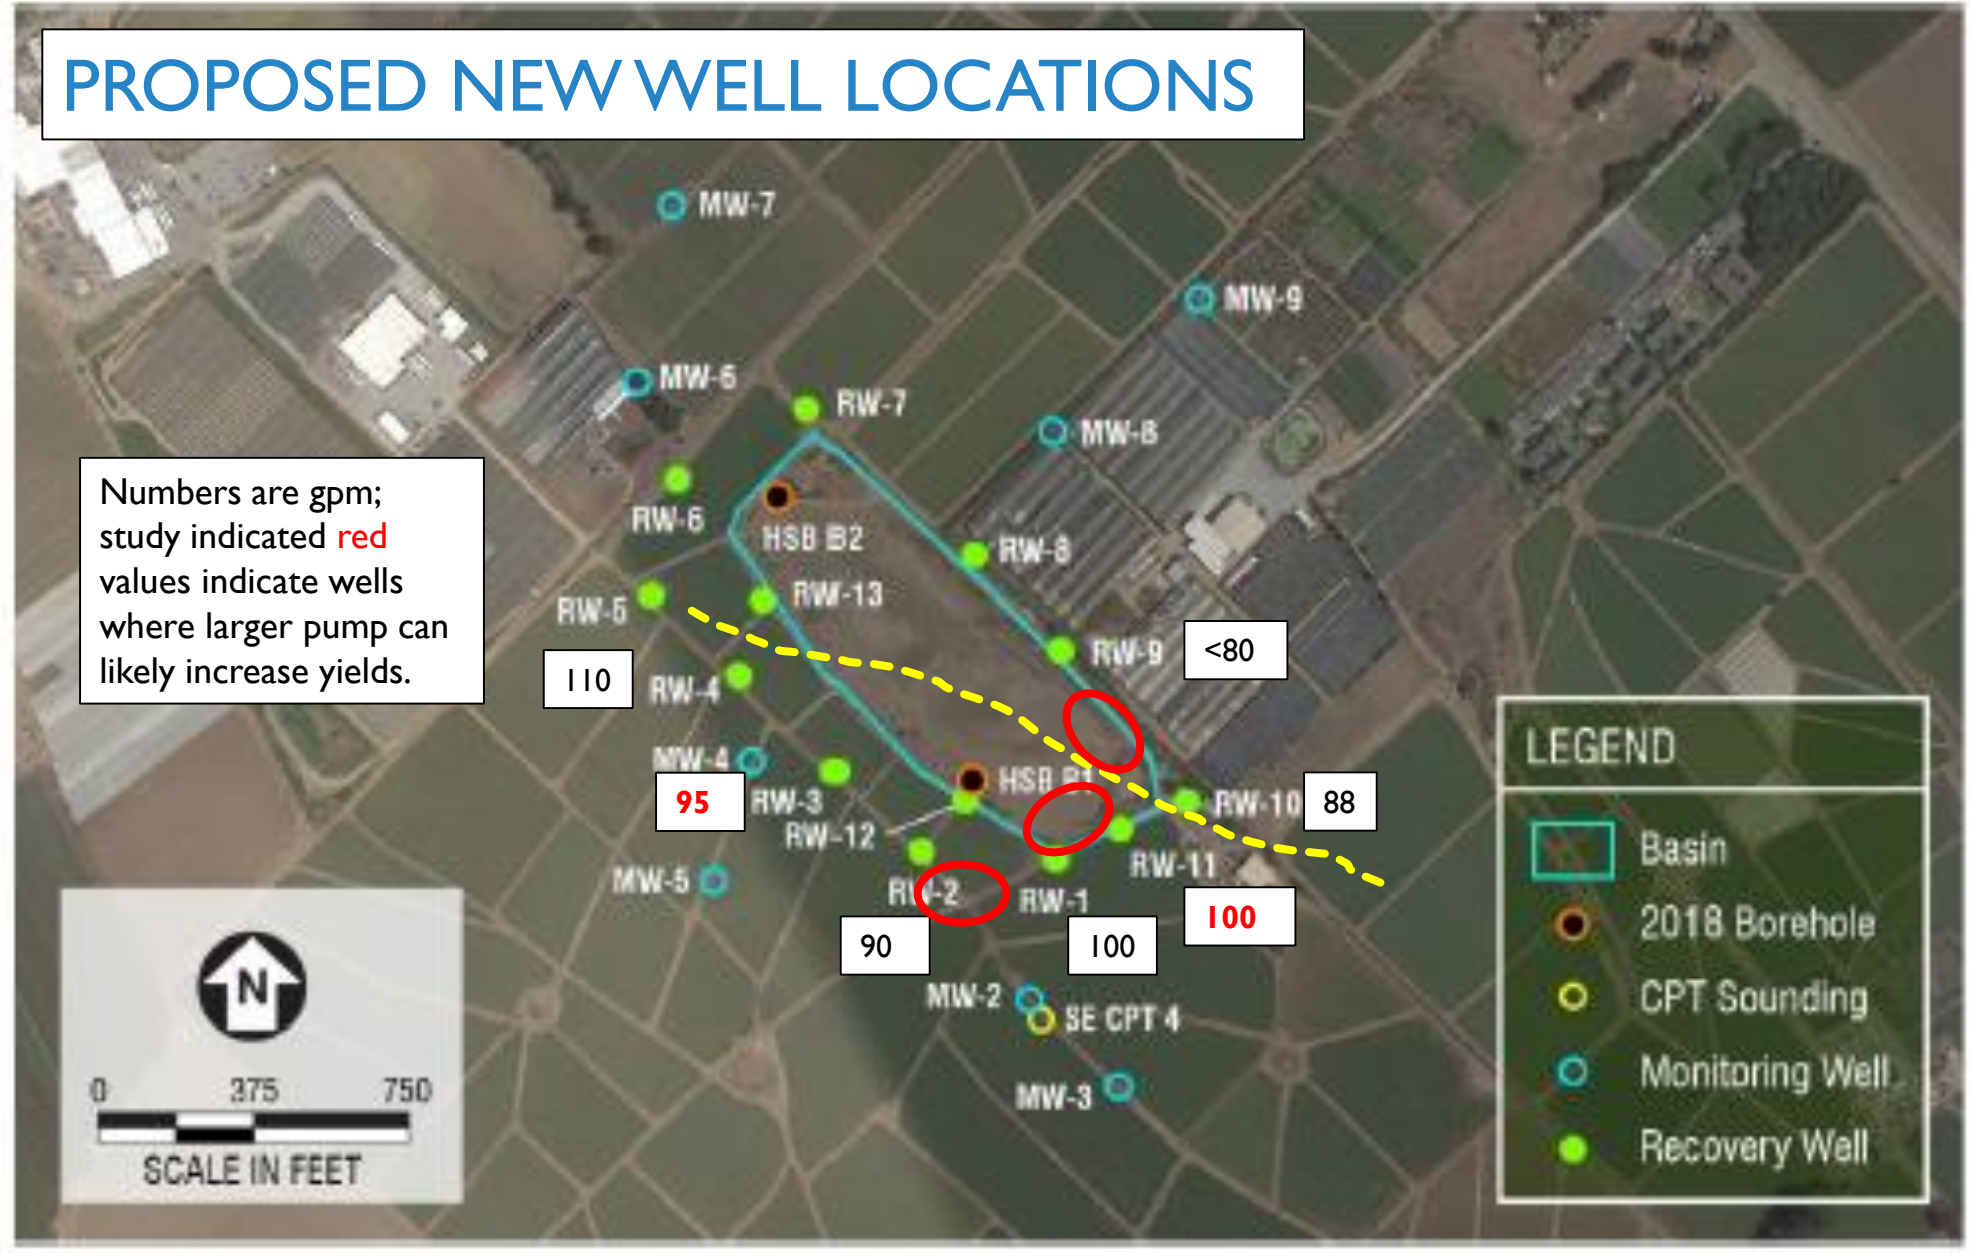 PROPOSED NEW WELL LOCATIONS
MW-7
MW-9
MW-6
RW-7
MW-8
Numbers are gpm;
study indicated red
values indicate wells
where larger pump can
likely increase yields.
RW-6
HSB B2
RW-8
RW-5
RW-13
RW-9
<80
110
RW-4
MW-4
95
RW-3
HSB B1
RW-10
88
RW-12
RW-11
MW-5
RW-2
RW-1
100
90
100
MW-2
SE CPT 4
MW-3
N
0 375 750
SCALE IN FEET
LEGEND
Basin
2018 Borehole
CPT Sounding
Monitoring Well
Recovery Well